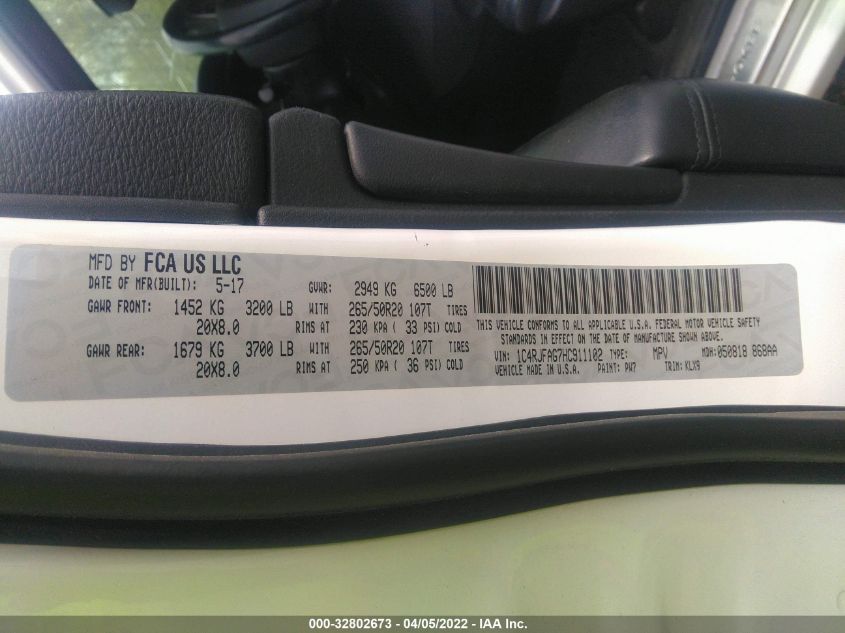 MFD BY FCA US LLC
DATE OF MFR(BUILT): 5-17 GVWR: 2949 KG 6500 LB
GAWR FRONT: 1452 KG 3200 LB WITH 265/50R20 107T TIRES
20X8.0 RIMS AT 230 KPA ( 33 PSI) COLD
GAWR REAR: 1679 KG 3700 LB WITH 265/50R20 107T TIRES
20X8.0 RIMS AT 250 KPA ( 36 PSI) COLD
THIS VEHICLE CONFORMS TO ALL APPLICABLE U.S.A. FEDERAL MOTOR VEHICLE SAFETY
STANDARDS IN EFFECT ON THE DATE OF MANUFACTURE SHOWN ABOVE.
VIN: 1C4RJFAG7HC911102 TYPE: MPV MDH: 050818 868AA
VEHICLE MADE IN U.S.A. PAINT: PW7 TRIM: KLX9
000-32802673 - 04/05/2022 - IAA Inc.